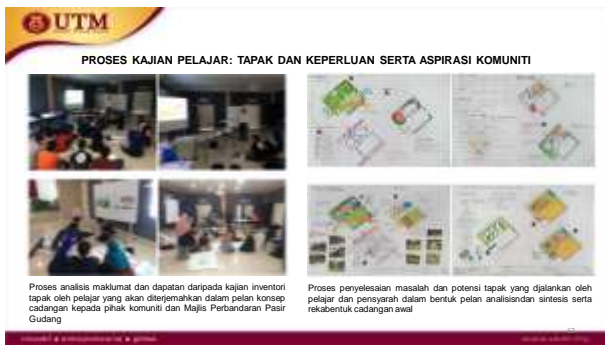 UTM
PROSES KAJIAN PELAJAR: TAPAK DAN KEPERLUAN SERTA ASPIRASI KOMUNITI
Proses analisis maklumat dan dapatan daripada kajian inventori
tapak oleh pelajar yang akan diterjemahkan dalam pelan konsep
cadangan kepada pihak komuniti dan Majlis Perbandaran Pasir
Gudang
Proses penyelesaian masalah dan potensi tapak yang djalankan oleh
pelajar dan pensyarah dalam bentuk pelan analisisndan sintesis serta
rekabentuk cadangan awal